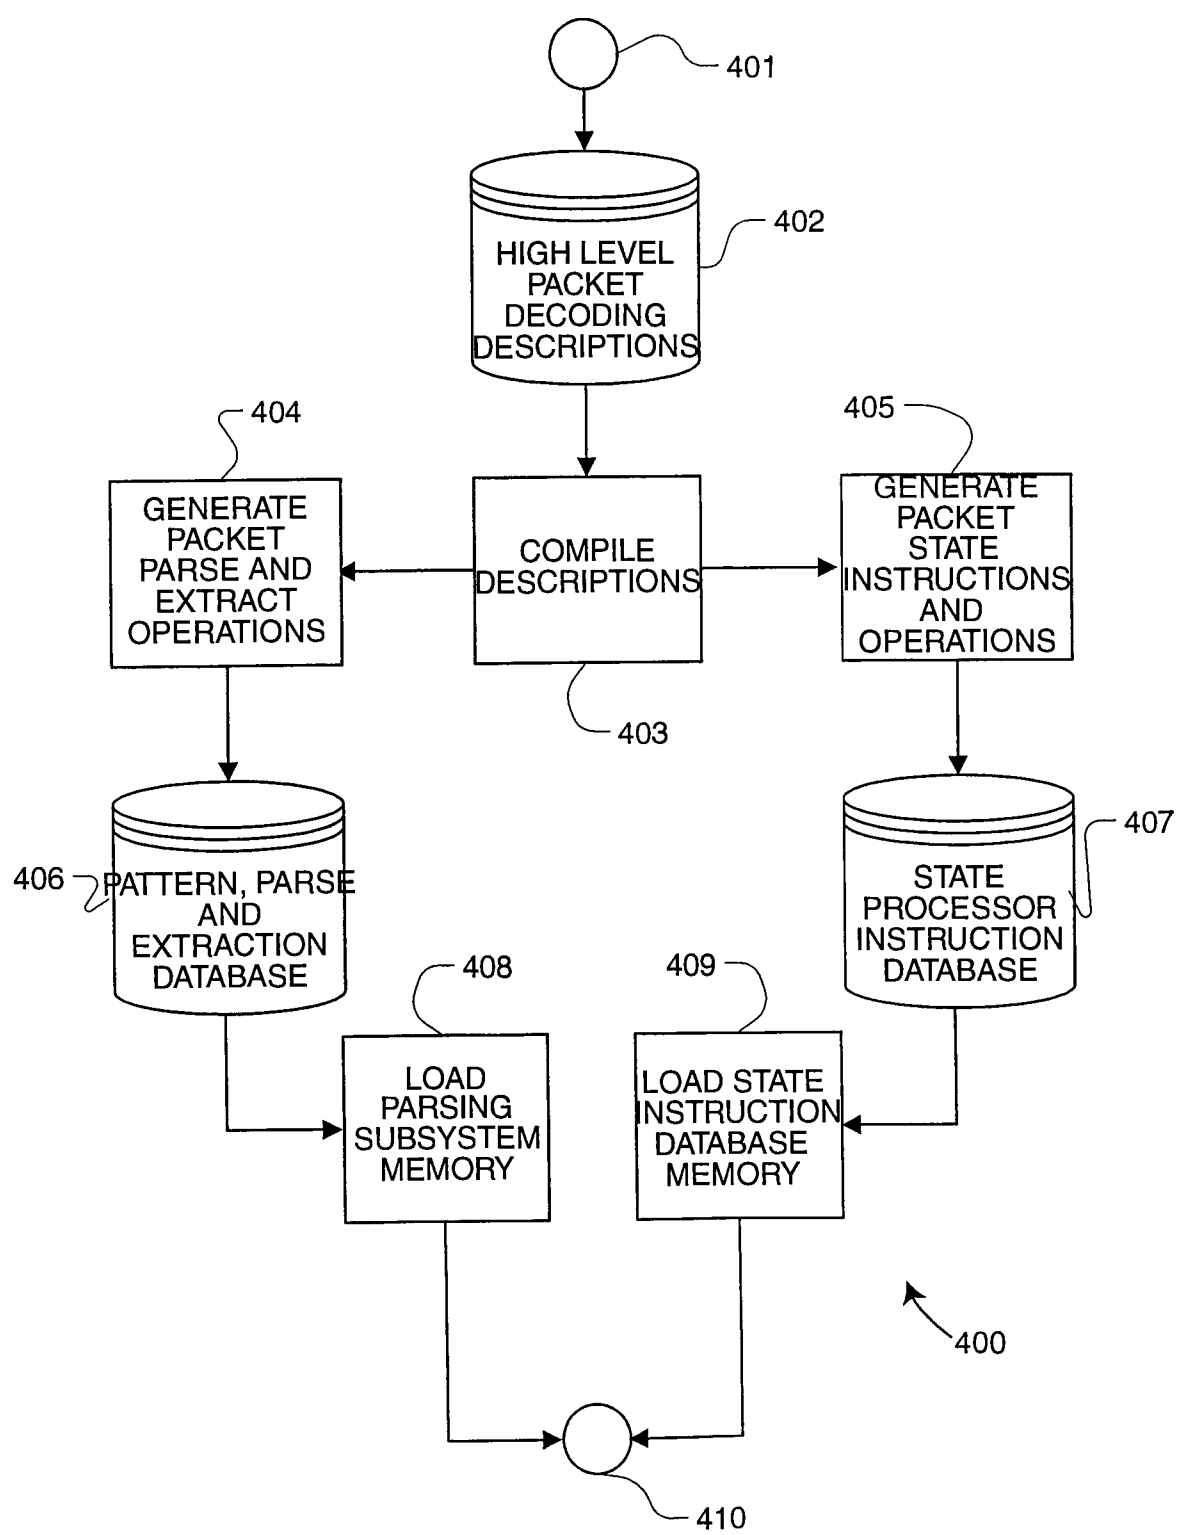 401
402
HIGH LEVEL
PACKET
DECODING
DESCRIPTIONS
404
405
GENERATE
PACKET
PARSE AND
EXTRACT
OPERATIONS
COMPILE
DESCRIPTIONS
GENERATE
PACKET
STATE
INSTRUCTIONS
AND
OPERATIONS
403
406
PATTERN, PARSE
AND
EXTRACTION
DATABASE
407
STATE
PROCESSOR
INSTRUCTION
DATABASE
408
409
LOAD
PARSING
SUBSYSTEM
MEMORY
LOAD STATE
INSTRUCTION
DATABASE
MEMORY
400
410